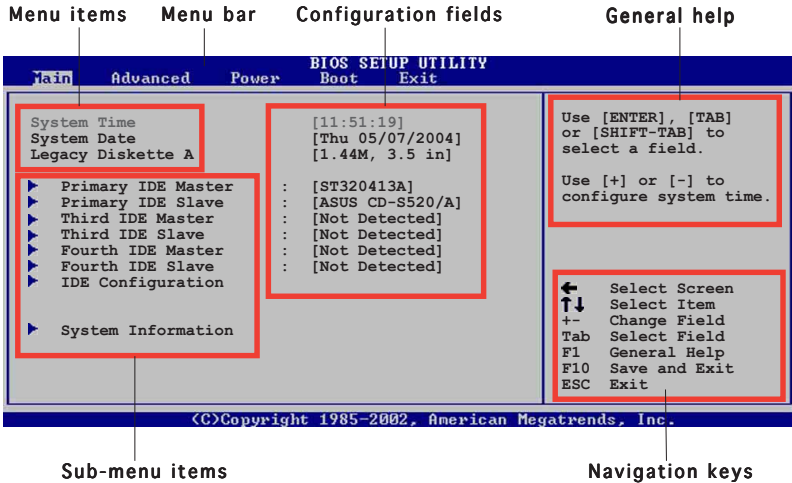 Menu items Menu bar Configuration fields General help
BIOS SETUP UTILITY
Main Advanced Power Boot Exit
System Time [11:51:19]
System Date [Thu 05/07/2004]
Legacy Diskette A [1.44M, 3.5 in]
Primary IDE Master : [ST320413A]
Primary IDE Slave : [ASUS CD-S520/A]
Third IDE Master : [Not Detected]
Third IDE Slave : [Not Detected]
Fourth IDE Master : [Not Detected]
Fourth IDE Slave : [Not Detected]
IDE Configuration
System Information
Use [ENTER], [TAB]
or [SHIFT-TAB] to
select a field.
Use [+] or [-] to
configure system time.
← Select Screen
↑↓ Select Item
+- Change Field
Tab Select Field
F1 General Help
F10 Save and Exit
ESC Exit
(C)Copyright 1985-2002, American Megatrends, Inc.
Sub-menu items Navigation keys